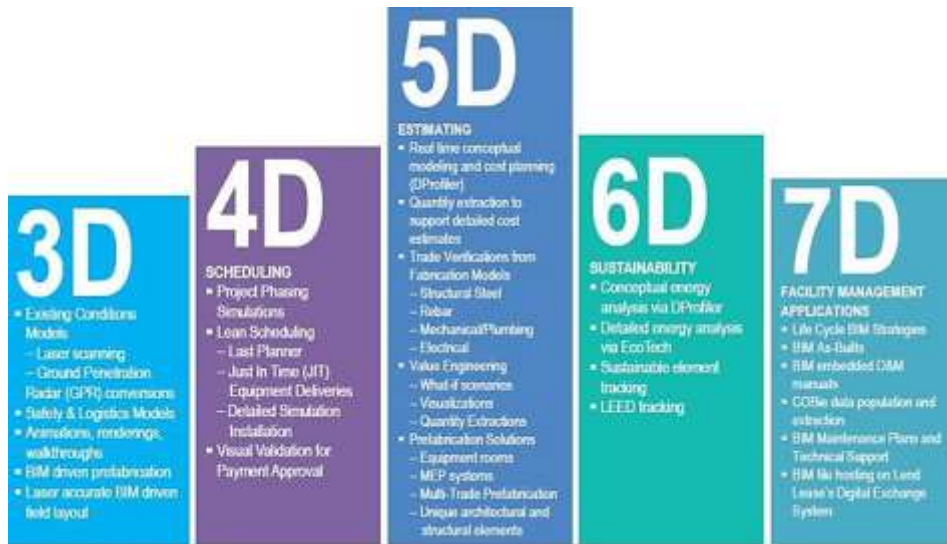 3D
• Existing Conditions
Models
– Laser scanning
– Ground Penetration
Radar (GPR) conversions
• Safety & Logistics Models
• Animations, renderings,
walkthroughs
• BIM driven prefabrication
• Laser accurate BIM driven
field layout
4D
SCHEDULING
• Project Phasing
Simulations
• Lean Scheduling
– Last Planner
– Just In Time (JIT)
Equipment Deliveries
– Detailed Simulation
Installation
• Visual Validation for
Payment Approval
5D
ESTIMATING
• Real time conceptual
modeling and cost planning
(DProfiler)
• Quantity extraction to
support detailed cost
estimates
• Trade Verifications from
Fabrication Models
– Structural Steel
– Rebar
– Mechanical/Plumbing
– Electrical
• Value Engineering
– What-if scenarios
– Visualizations
– Quantity Extractions
• Prefabrication Solutions
– Equipment rooms
– MEP systems
– Multi-Trade Prefabrication
– Unique architectural and
structural elements
6D
SUSTAINABILITY
• Conceptual energy
analysis via DProfiler
• Detailed energy analysis
via EcoTech
• Sustainable element
tracking
• LEED tracking
7D
FACILITY MANAGEMENT
APPLICATIONS
• Life Cycle BIM Strategies
• BIM As-Builts
• BIM embedded O&M
manuals
• COBie data population and
extraction
• BIM Maintenance Plans and
Technical Support
• BIM file hosting on Lend
Lease's Digital Exchange
System